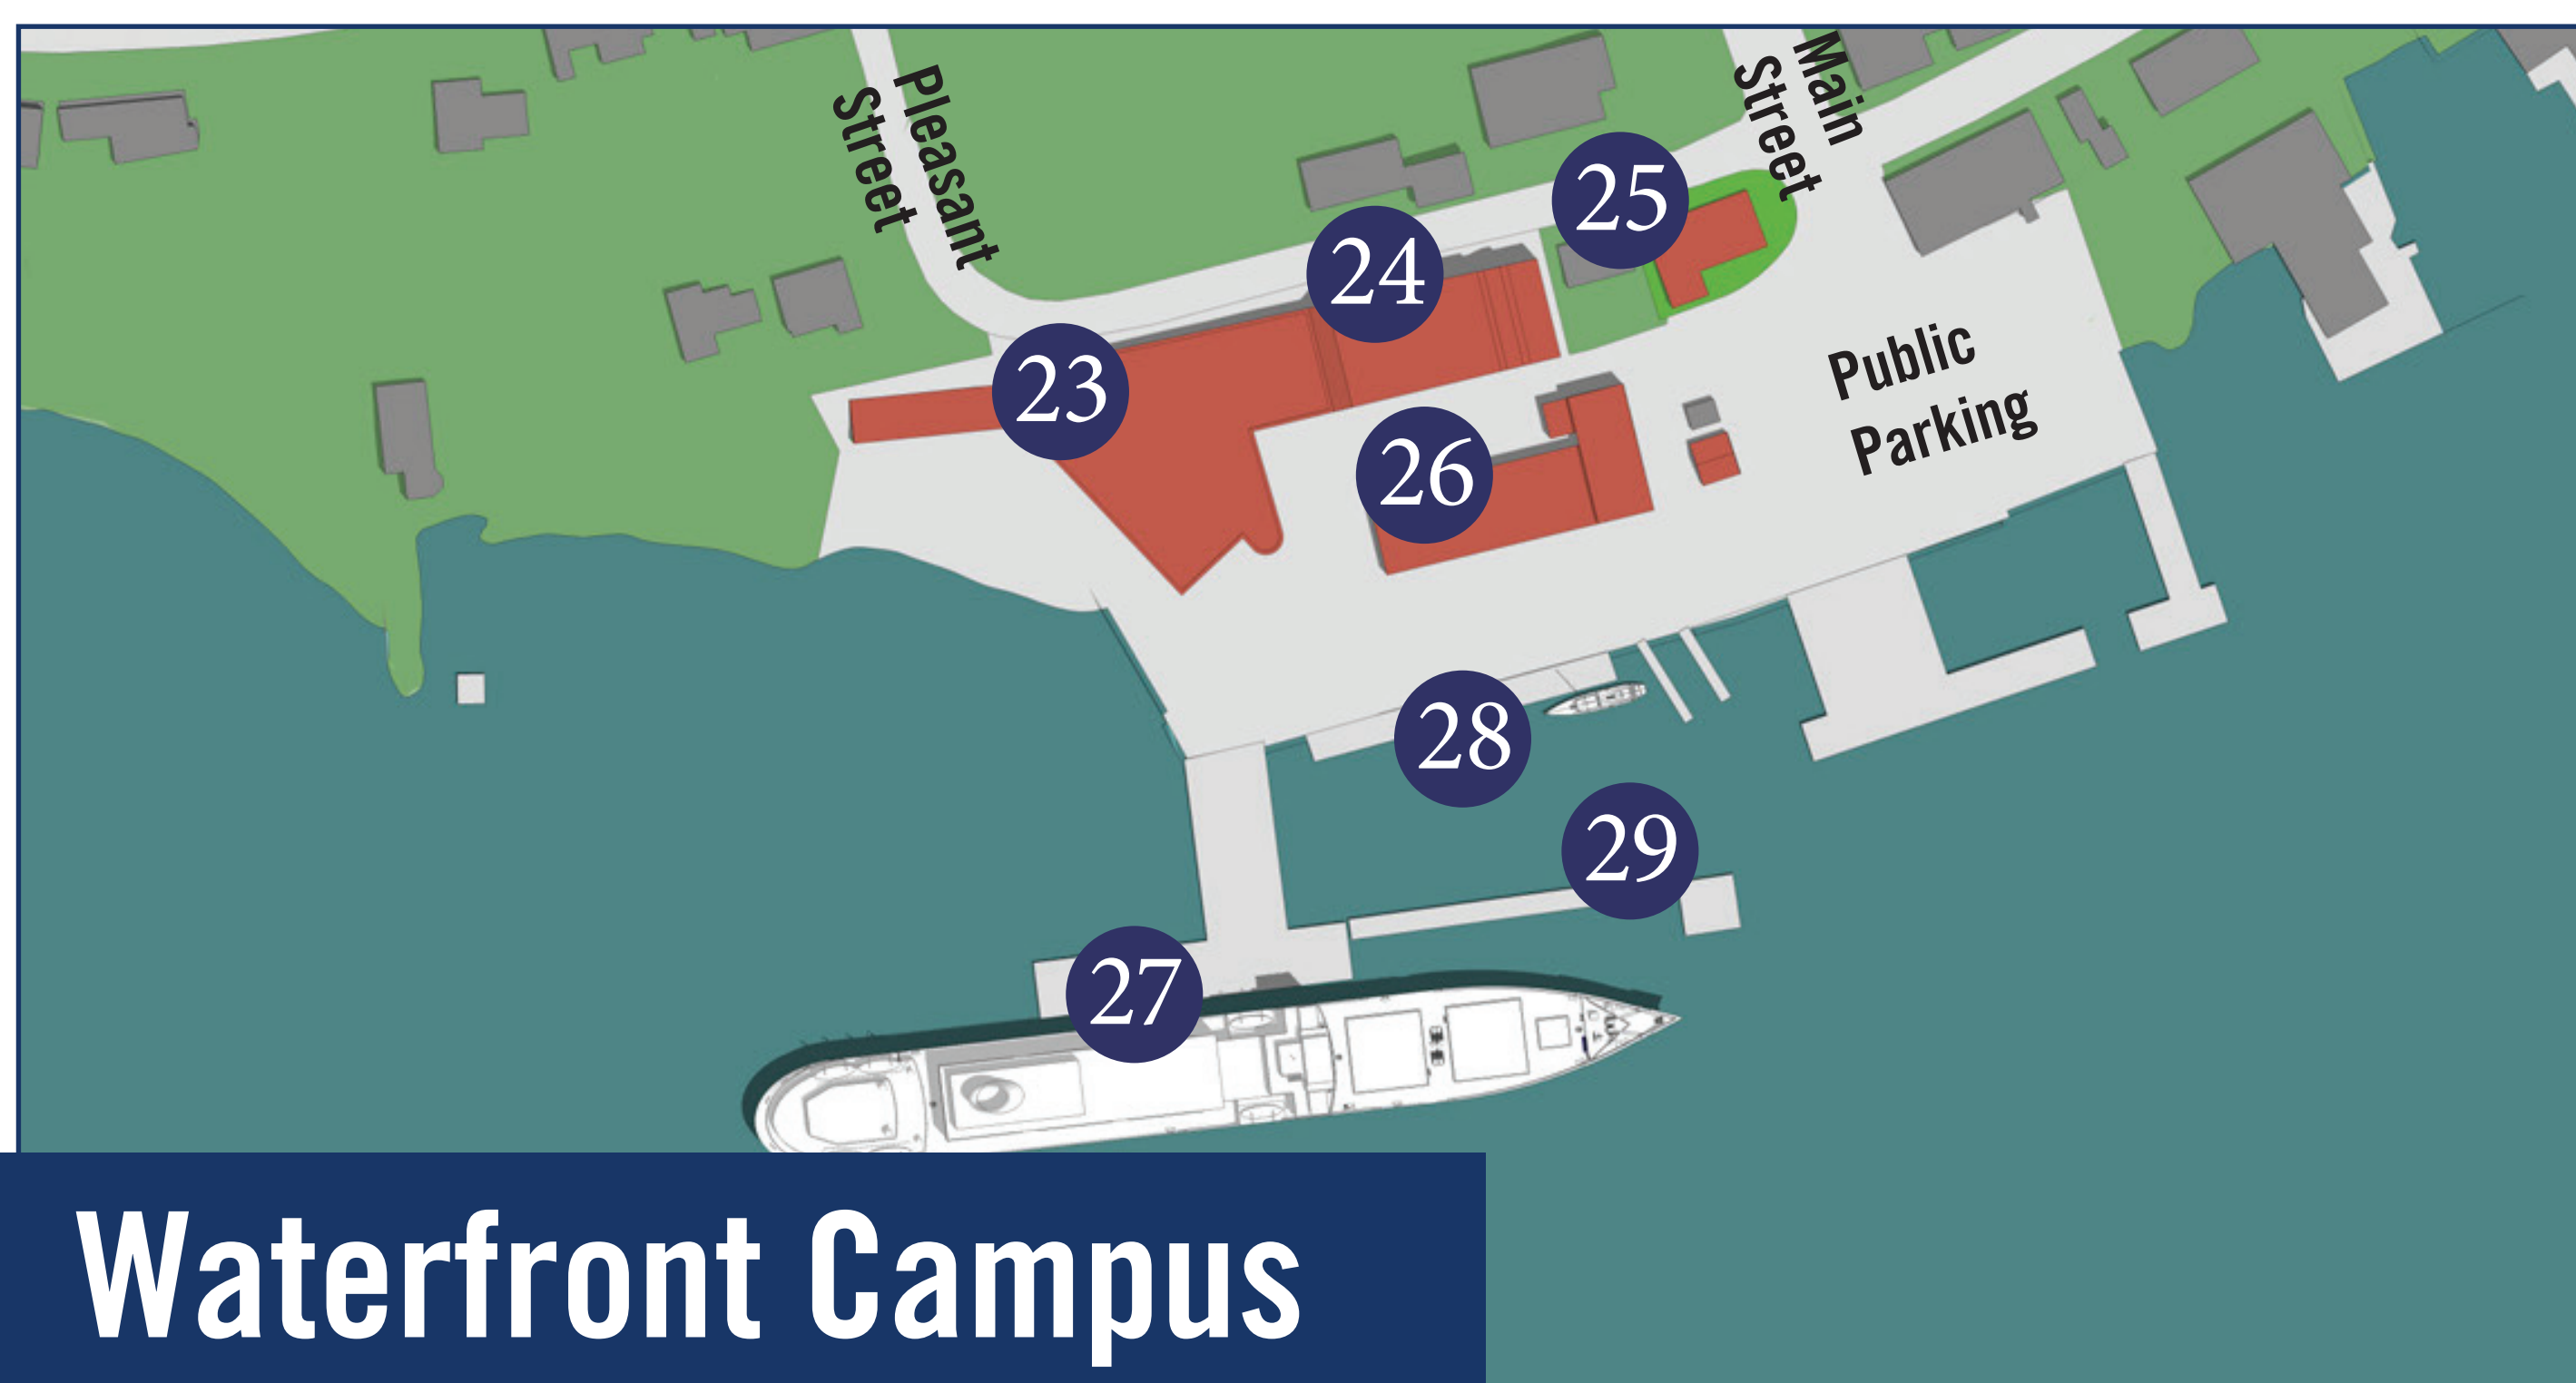 Pleasant
Street
Main
Street
25
24
23
Public
Parking
26
28
29
27
Waterfront Campus